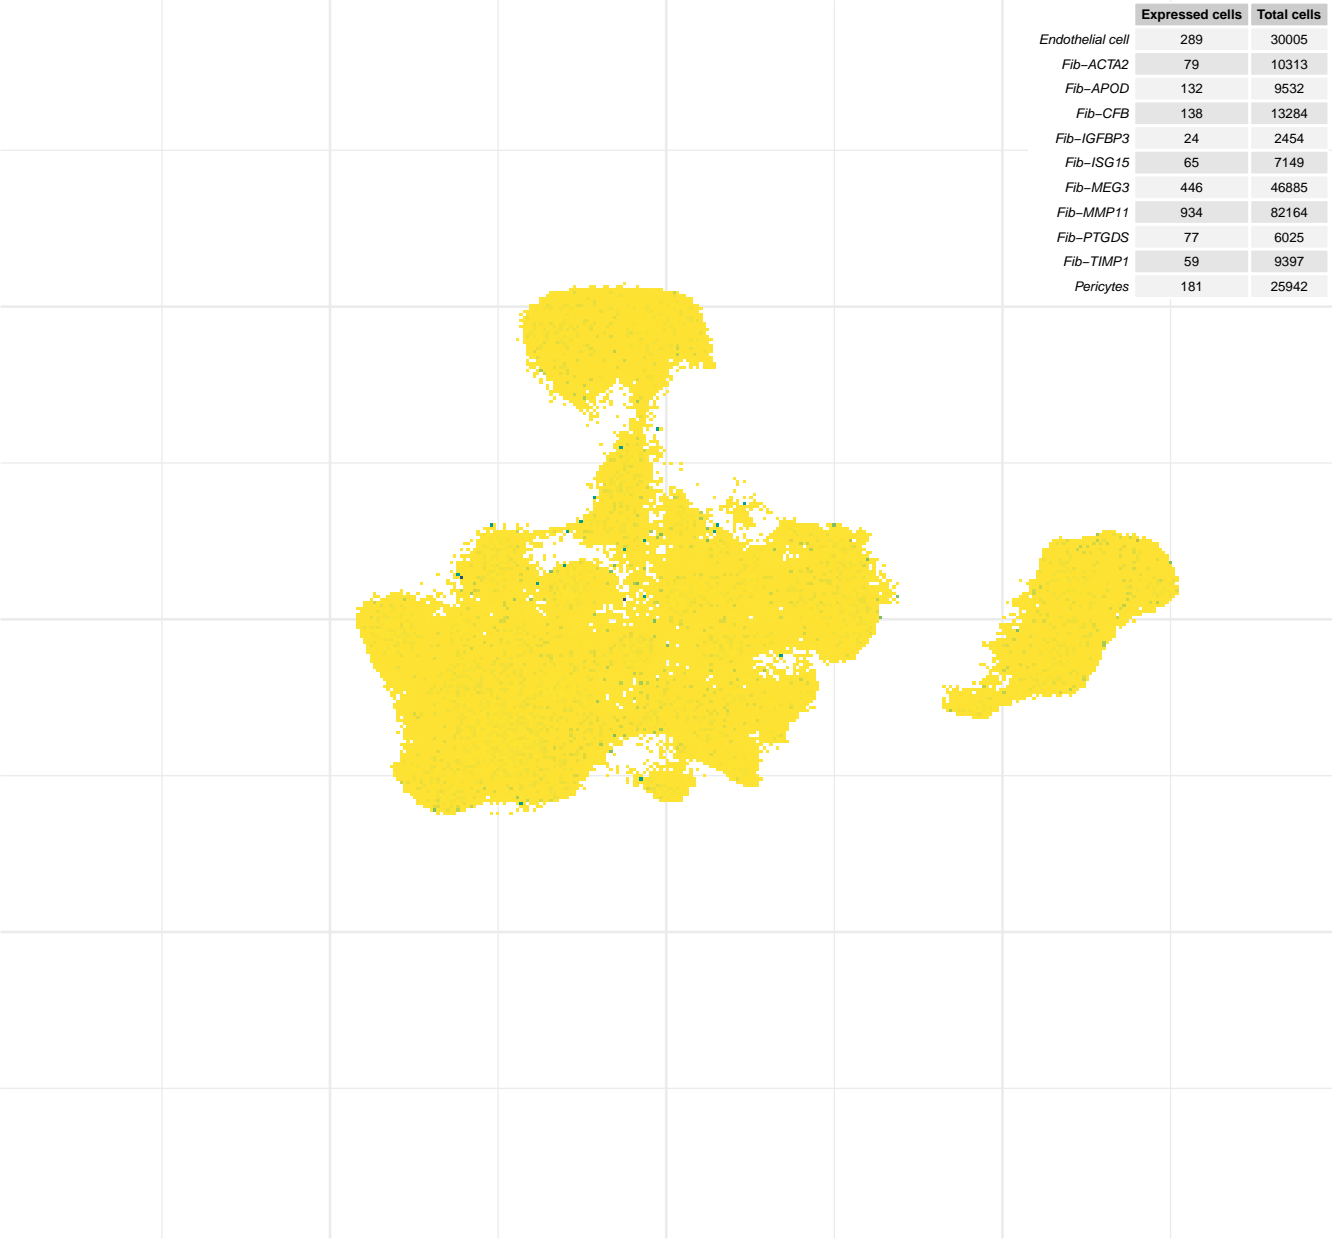 Expressed cells Total cells
Endothelial cell 289 30005
Fib−ACTA2 79 10313
Fib−APOD 132 9532
Fib−CFB 138 13284
Fib−IGFBP3 24 2454
Fib−ISG15 65 7149
Fib−MEG3 446 46885
Fib−MMP11 934 82164
Fib−PTGDS 77 6025
Fib−TIMP1 59 9397
Pericytes 181 25942